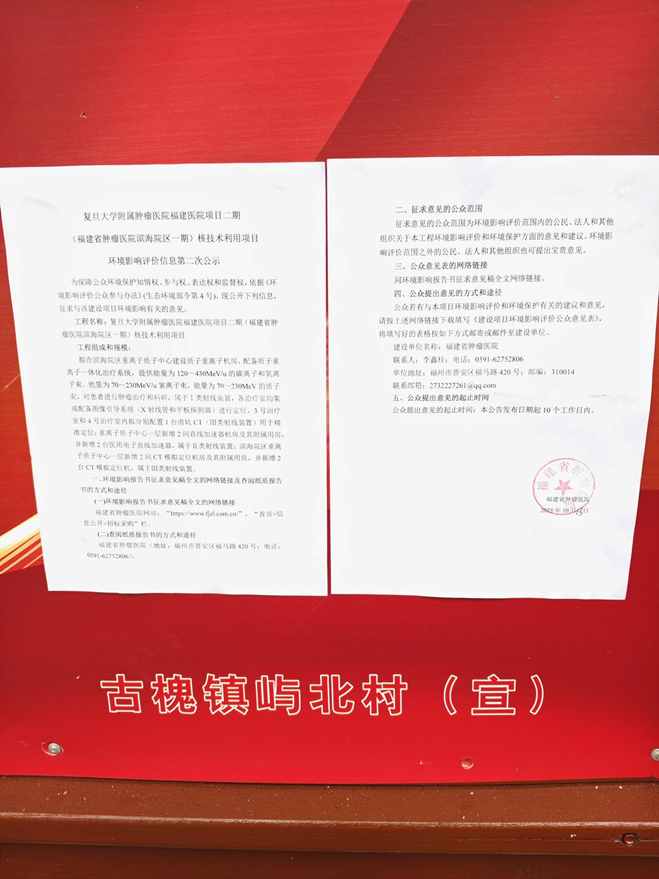 复旦大学附属肿瘤医院福建医院项目二期
（福建省肿瘤医院滨海院区一期）核技术利用项目
环境影响评价信息第二次公示
为保障公众环境保护知情权、参与权、表达权和监督权，依据《环
境影响评价公众参与办法》（生态环境部令第 4 号），现公开下列信息，
征求与该建设项目环境影响有关的意见。
工程名称：复旦大学附属肿瘤医院福建医院项目二期（福建省肿
瘤医院滨海院区一期）核技术利用项目
工程组成和规模：
拟在滨海院区重离子质子中心建设质子重离子机房，配备质子重
离子一体化治疗系统，提供能量为 120～430MeV/u 的碳离子和氧离
子束、能量为 70～230MeV/u 氦离子束、能量为 70～230MeV 的质子
束，对患者进行肿瘤治疗和科研，属于 I 类射线装置，各治疗室均集
成或配备图像引导系统（X 射线管和平板探测器）进行定位，3 号治疗
室和 4 号治疗室内拟分别配置 1 台滑轨 CT（III类射线装置）用于精
准定位；重离子质子中心一层新增 2 间直线加速器机房及其附属用房，
并新增 2 台医用电子直线加速器，属于 II 类射线装置；滨海院区重离
子质子中心一层新增 2 间 CT 模拟定位机房及其附属用房，并新增 2
台 CT 模拟定位机，属于III类射线装置。
一、环境影响报告书征求意见稿全文的网络链接及查阅纸质报告
书的方式和途径
（一）环境影响报告书征求意见稿全文的网络链接
福建省肿瘤医院网站：“https://www.fjzl.com.cn/”、“首页>信
息公开>招标采购”栏。
（二）查阅纸质报告书的方式和途径
福建省肿瘤医院（地址：福州市晋安区福马路 420 号；电话：
0591-62752806）。
二、征求意见的公众范围
征求意见的公众范围为环境影响评价范围内的公民、法人和其他
组织关于本工程环境影响评价和环境保护方面的意见和建议。环境影
响评价范围之外的公民、法人和其他组织也可提出宝贵意见。
三、公众意见表的网络链接
同环境影响报告书征求意见稿全文网络链接。
四、公众提出意见的方式和途径
公众若有与本项目环境影响评价和环境保护有关的建议和意见，
请按上述网络链接下载填写《建设项目环境影响评价公众意见表》，
将填写好的表格按如下方式邮寄或邮件至建设单位。
建设单位名称：福建省肿瘤医院
联系人：李鑫柱；电话：0591-62752806
单位地址：福州市晋安区福马路 420 号；邮编：310014
联系邮箱：2732227261@qq.com
五、公众提出意见的起止时间
公众提出意见的起止时间：本公告发布日期起 10 个工作日内。
福建省肿瘤医院
2025 年 10 月 15日
古槐镇屿北村（宣）